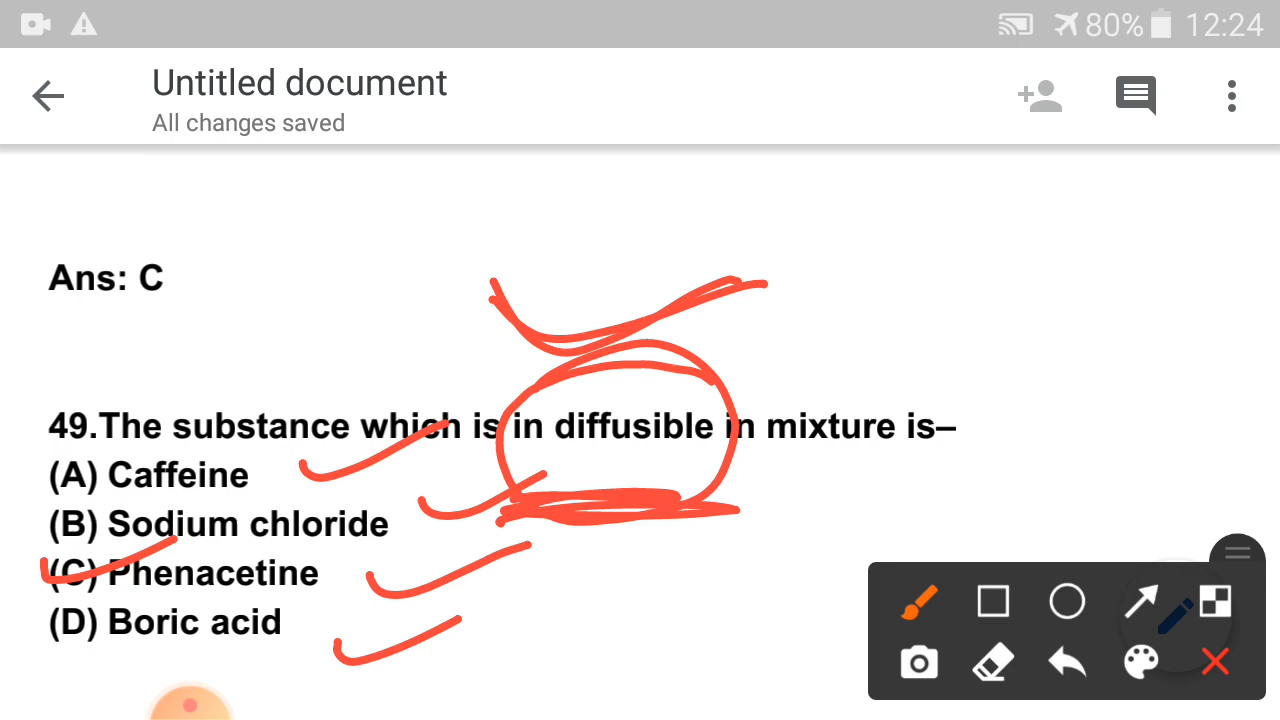 80% 12:24
Untitled document
All changes saved
Ans: C
49.The substance which is in diffusible in mixture is–
(A) Caffeine
(B) Sodium chloride
(C) Phenacetine
(D) Boric acid